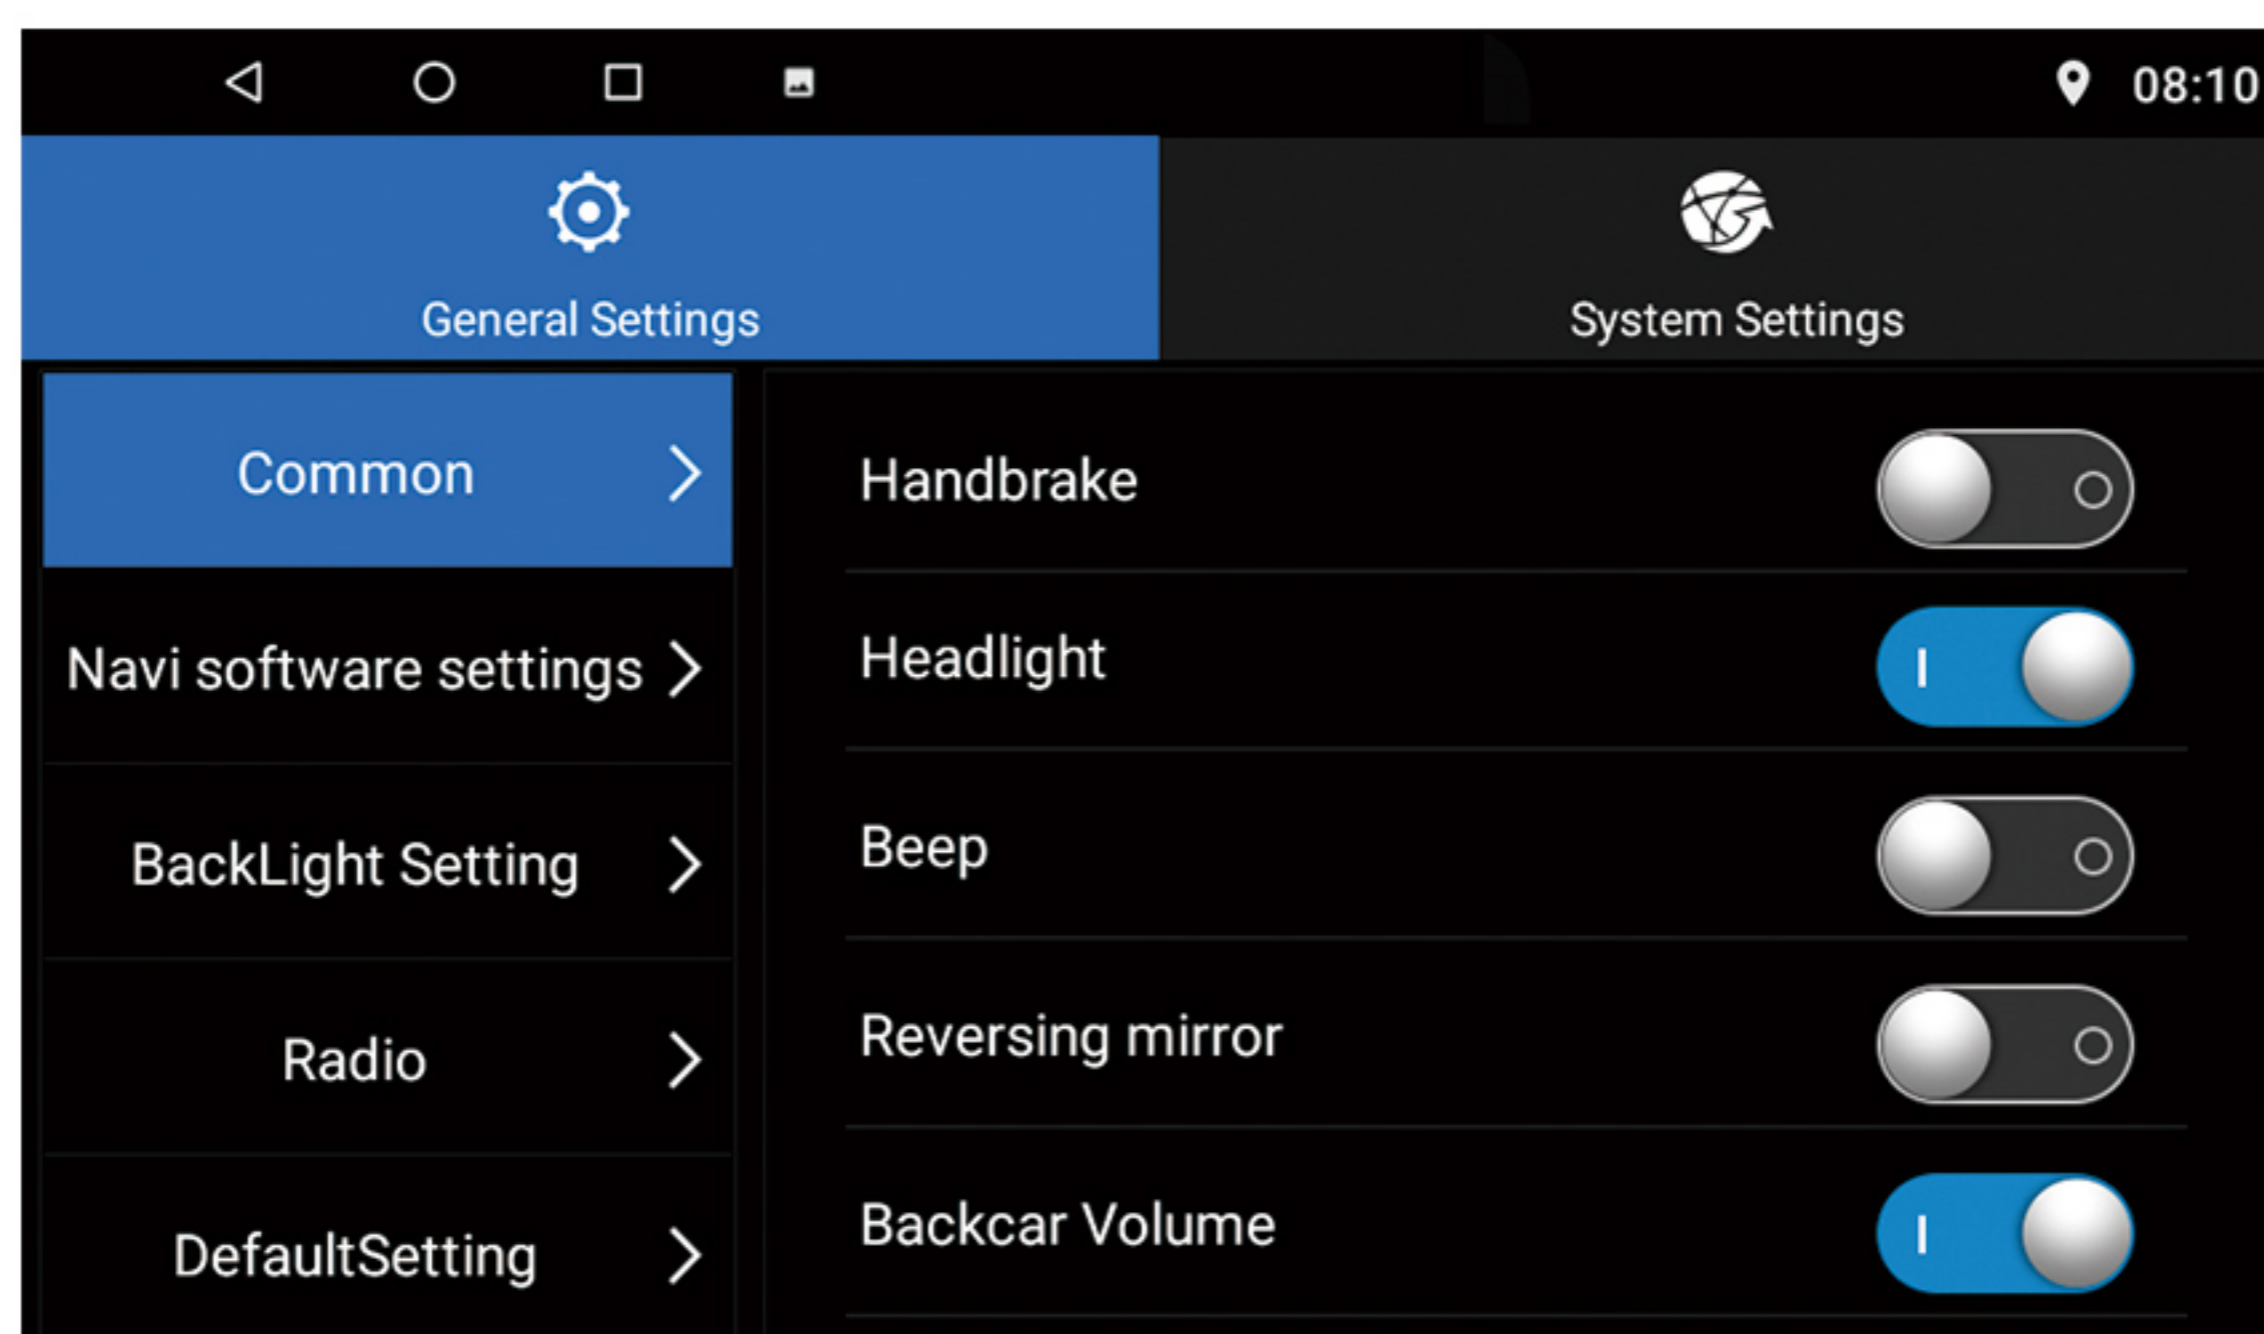 08:10
General Settings
System Settings
Common
Navi software settings
BackLight Setting
Radio
DefaultSetting
Handbrake
Headlight
Beep
Reversing mirror
Backcar Volume